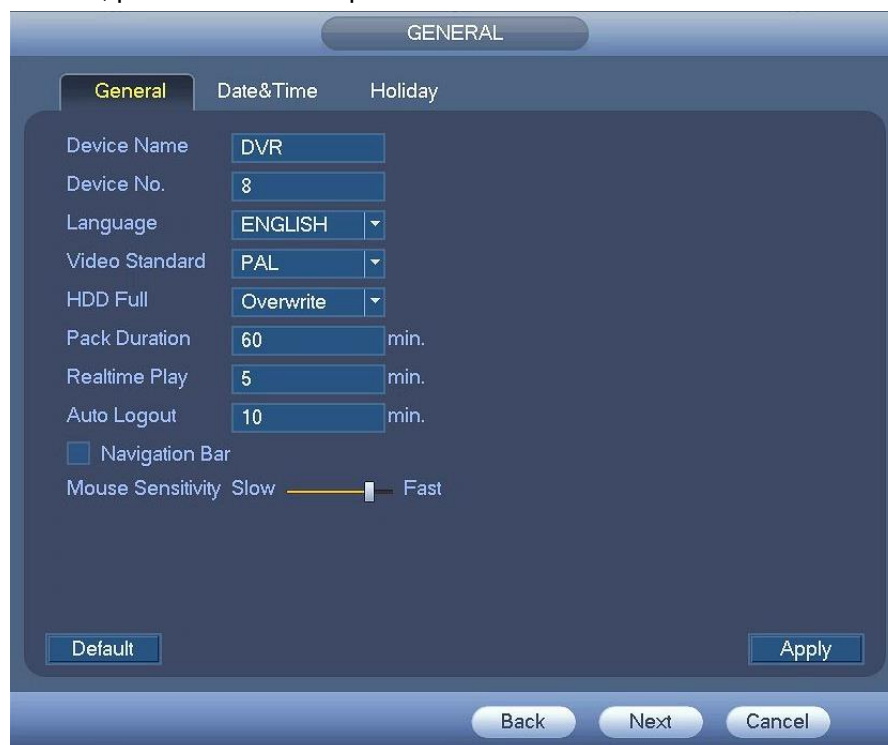 GENERAL
General Date&Time Holiday
Device Name DVR
Device No. 8
Language ENGLISH
Video Standard PAL
HDD Full Overwrite
Pack Duration 60 min.
Realtime Play 5 min.
Auto Logout 10 min.
Navigation Bar
Mouse Sensitivity Slow Fast
Default Apply
Back Next Cancel